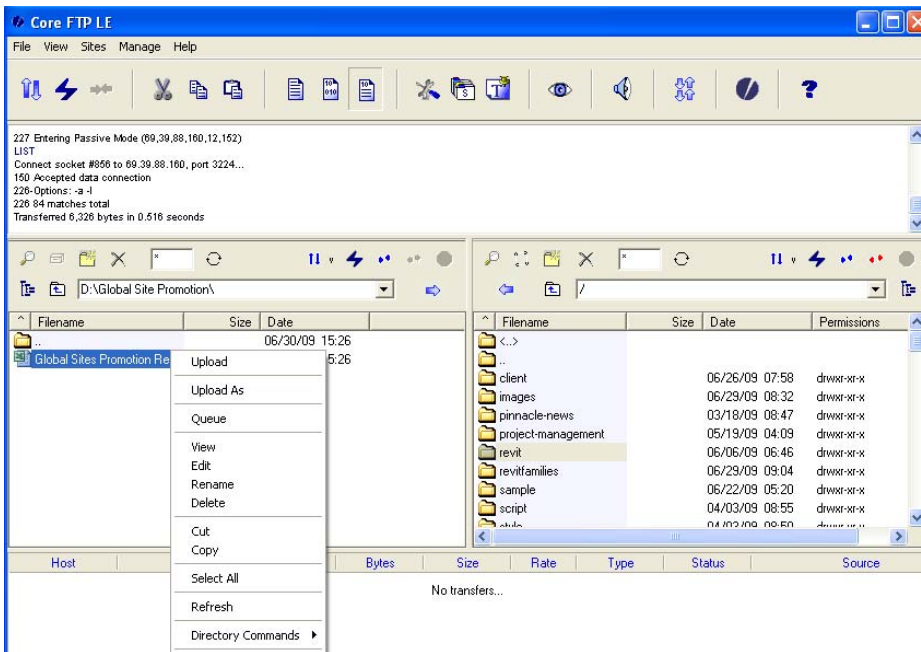 Core FTP LE
File View Sites Manage Help
227 Entering Passive Mode (69,39,88,160,12,152)
LIST
Connect socket #856 to 69.39.88.160, port 3224...
150 Accepted data connection
226-Options: -a -l
226 84 matches total
Transferred 6,326 bytes in 0.516 seconds
D:\Global Site Promotion\
/
^ Filename Size Date
.. 06/30/09 15:26
Global Sites Promotion Re 5:26
Upload
Upload As
Queue
View
Edit
Rename
Delete
Cut
Copy
Select All
Refresh
Directory Commands
^ Filename Size Date Permissions
<..>
..
client 06/26/09 07:58 drwxr-xr-x
images 06/29/09 08:32 drwxr-xr-x
pinnacle-news 03/18/09 08:47 drwxr-xr-x
project-management 05/19/09 04:09 drwxr-xr-x
revit 06/06/09 06:46 drwxr-xr-x
revitfamilies 06/29/09 09:04 drwxr-xr-x
sample 06/22/09 05:20 drwxr-xr-x
script 04/03/09 08:55 drwxr-xr-x
Host Bytes Size Rate Type Status Source
No transfers...